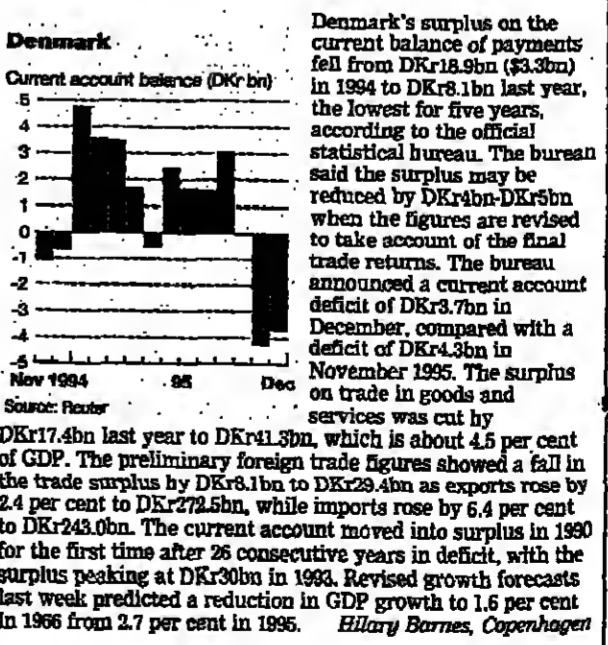 Denmark
Current account balance (DKr bn)
5
4
3
2
1
0
-1
-2
-3
-4
-5
Nov 1994 95 Dec
Source: Reuter
Denmark's surplus on the
current balance of payments
fell from DKr18.9bn ($3.3bn)
in 1994 to DKr8.1bn last year,
the lowest for five years,
according to the official
statistical bureau. The bureau
said the surplus may be
reduced by DKr4bn-DKr5bn
when the figures are revised
to take account of the final
trade returns. The bureau
announced a current account
deficit of DKr3.7bn in
December, compared with a
deficit of DKr4.3bn in
November 1995. The surplus
on trade in goods and
services was cut by
DKr17.4bn last year to DKr41.3bn, which is about 4.5 per cent
of GDP. The preliminary foreign trade figures showed a fall in
the trade surplus by DKr8.1bn to DKr29.4bn as exports rose by
2.4 per cent to DKr272.5bn, while imports rose by 6.4 per cent
to DKr243.0bn. The current account moved into surplus in 1990
for the first time after 26 consecutive years in deficit, with the
surplus peaking at DKr30bn in 1993. Revised growth forecasts
last week predicted a reduction in GDP growth to 1.6 per cent
in 1966 from 2.7 per cent in 1995. Hilary Barnes, Copenhagen